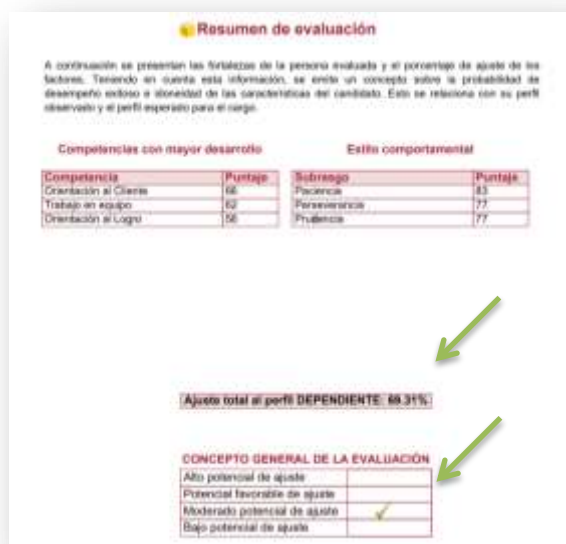 Resumen de evaluación
A continuación se presentan las fortalezas de la persona evaluada y el porcentaje de ajuste de los
factores. Teniendo en cuenta esta información, se emite un concepto sobre la probabilidad de
desempeño exitoso e idoneidad de las características del candidato. Esto se relaciona con su perfil
observado y el perfil esperado para el cargo.
Competencias con mayor desarrollo
Competencia Puntaje
Orientación al Cliente 66
Trabajo en equipo 62
Orientación al Logro 56
Estilo comportamental
Subrasgo Puntaje
Paciencia 83
Perseverancia 77
Prudencia 77
Ajuste total al perfil DEPENDIENTE: 69.31%
CONCEPTO GENERAL DE LA EVALUACIÓN
Alto potencial de ajuste
Potencial favorable de ajuste
Moderado potencial de ajuste ✓
Bajo potencial de ajuste